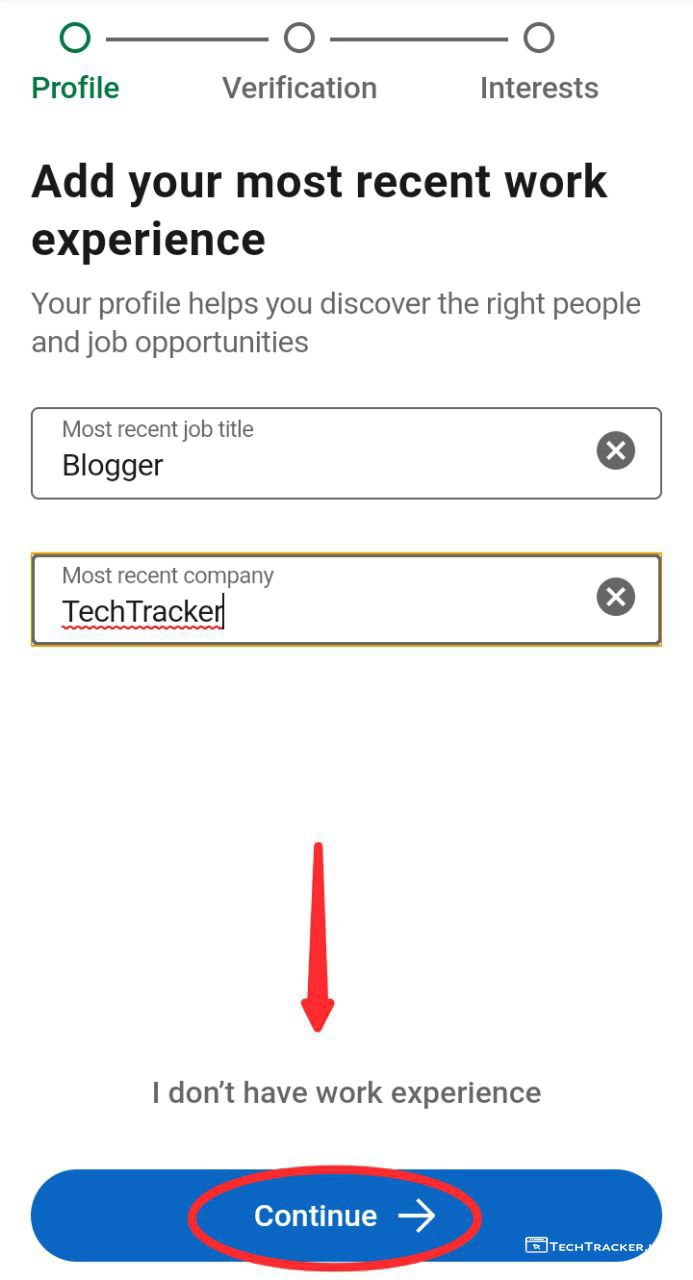 Profile Verification Interests
Add your most recent work
experience
Your profile helps you discover the right people
and job opportunities
Most recent job title
Blogger
Most recent company
TechTracker
I don't have work experience
Continue
TECHTRACKER.